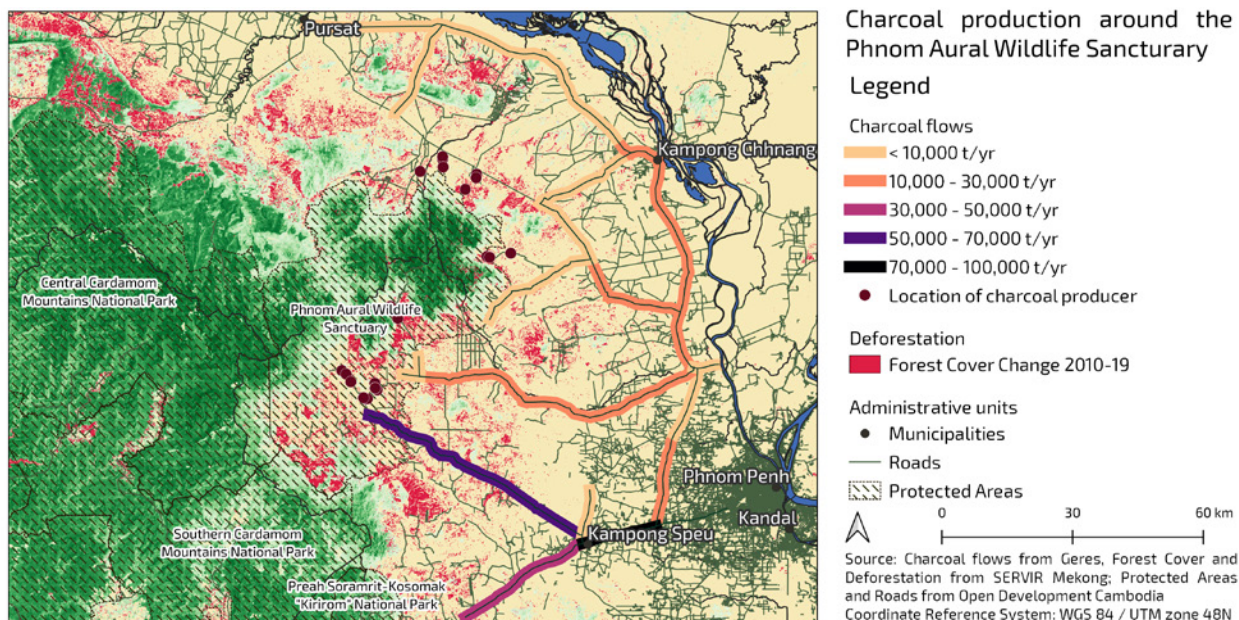 Pursat
Kampong Chhnang
Central Cardamom
Mountains National Park
Phnom Aural Wildlife
Sanctuary
Phnom Penh
Kandal
Kampong Speu
Southern Cardamom
Mountains National Park
Preah Soramrit-Kosomak
"Kirirom" National Park
Charcoal production around the
Phnom Aural Wildlife Sancturary
Legend
Charcoal flows
< 10,000 t/yr
10,000 - 30,000 t/yr
30,000 - 50,000 t/yr
50,000 - 70,000 t/yr
70,000 - 100,000 t/yr
Location of charcoal producer
Deforestation
Forest Cover Change 2010-19
Administrative units
Municipalities
Roads
Protected Areas
0 30 60 km
Source: Charcoal flows from Geres, Forest Cover and
Deforestation from SERVIR Mekong; Protected Areas
and Roads from Open Development Cambodia
Coordinate Reference System: WGS 84 / UTM zone 48N